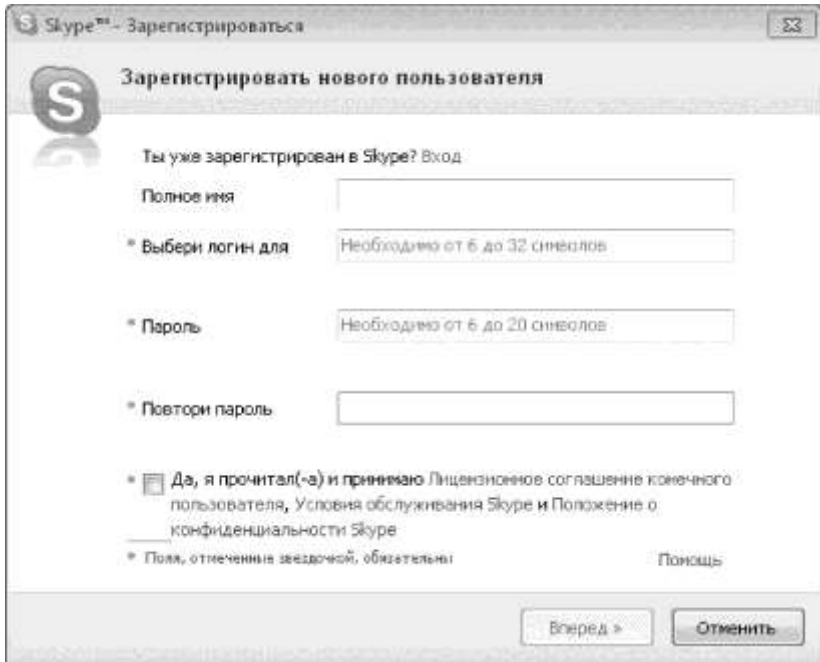 Skype™ - Зарегистрироваться
Зарегистрировать нового пользователя
Ты уже зарегистрирован в Skype? Вход
Полное имя
* Выбери логин для
Необходимо от 6 до 32 символов
* Пароль
Необходимо от 6 до 20 символов
* Повтори пароль
* Да, я прочитал(-а) и принимаю Лицензионное соглашение конечного
пользователя, Условия обслуживания Skype и Положение о
конфиденциальности Skype
* Поля, отмеченные звездочкой, обязательны
Помощь
Вперед »
Отменить